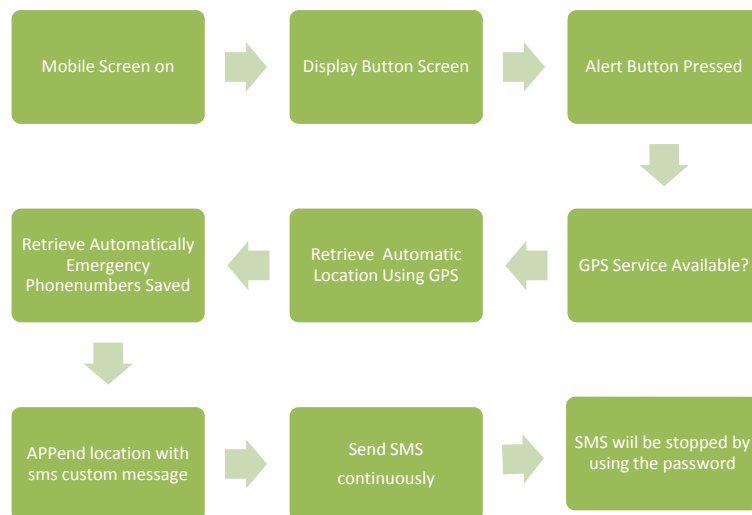 Mobile Screen on
Display Button Screen
Alert Button Pressed
GPS Service Available?
Retrieve Automatic
Location Using GPS
Retrieve Automatically
Emergency
Phonenumbers Saved
APPend location with
sms custom message
Send SMS
continuously
SMS wiil be stopped by
using the password